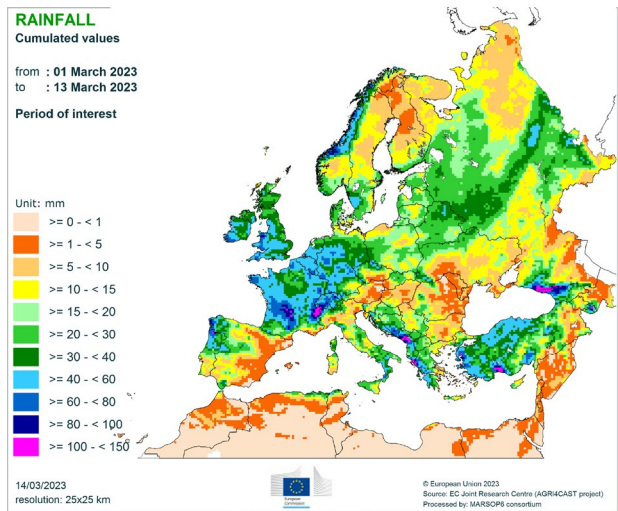 RAINFALL
Cumulated values
from : 01 March 2023
to : 13 March 2023
Period of interest
Unit: mm
>= 0 - < 1
>= 1 - < 5
>= 5 - < 10
>= 10 - < 15
>= 15 - < 20
>= 20 - < 30
>= 30 - < 40
>= 40 - < 60
>= 60 - < 80
>= 80 - < 100
>= 100 - < 150
14/03/2023
resolution: 25x25 km
European
Commission
© European Union 2023
Source: EC Joint Research Centre (AGRI4CAST project)
Processed by: MARSOP6 consortium